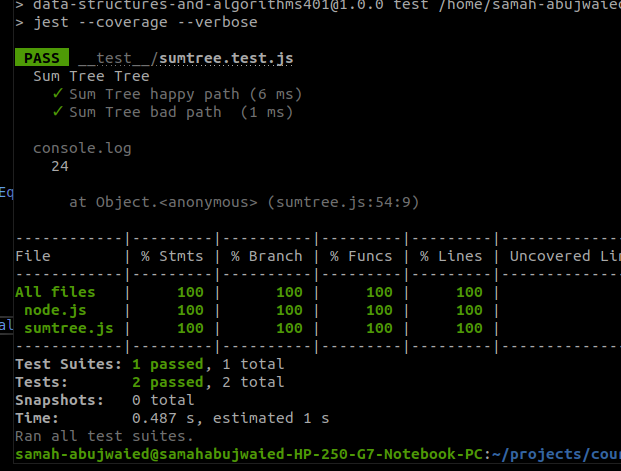 > data-structures-and-algorithms401@1.0.0 test /home/samah-abujwaied
> jest --coverage --verbose
PASS __test__/sumtree.test.js
Sum Tree Tree
✓ Sum Tree happy path (6 ms)
✓ Sum Tree bad path  (1 ms)
console.log
24
Eq
at Object.<anonymous> (sumtree.js:54:9)
------------|---------|----------|---------|---------|-------------
File        | % Stmts | % Branch | % Funcs | % Lines | Uncovered Lin
------------|---------|----------|---------|---------|-------------
All files   |     100 |      100 |     100 |     100 |
node.js    |     100 |      100 |     100 |     100 |
al
sumtree.js |     100 |      100 |     100 |     100 |
------------|---------|----------|---------|---------|-------------
Test Suites: 1 passed, 1 total
Tests:       2 passed, 2 total
Snapshots:   0 total
Time:        0.487 s, estimated 1 s
Ran all test suites.
samah-abujwaied@samahabujwaied-HP-250-G7-Notebook-PC:~/projects/cour